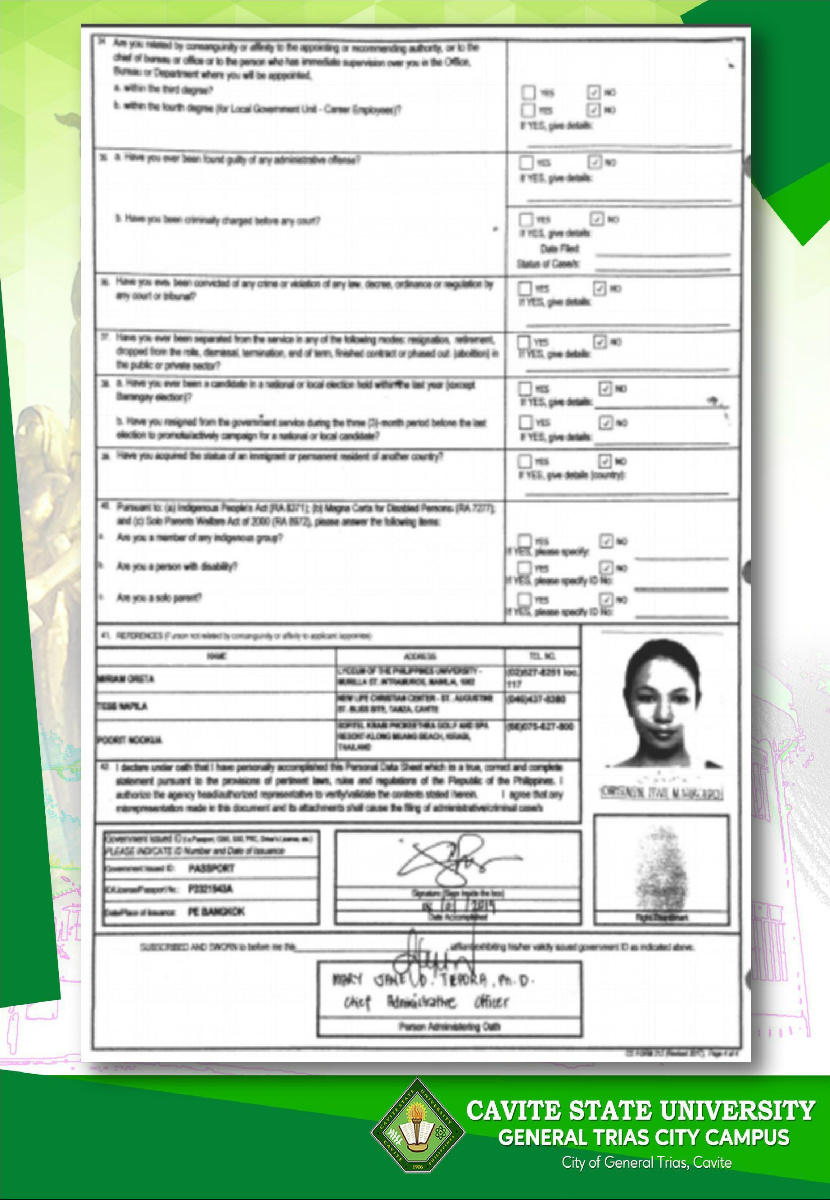 34. Are you related by consanguinity or affinity to the appointing or recommending authority, or to the
chief of bureau or office or to the person who has immediate supervision over you in the Office,
Bureau or Department where you will be appointed,
a. within the third degree?
YES ✓ NO
b. within the fourth degree (for Local Government Unit - Career Employees)?
YES ✓ NO
If YES, give details:
35. a. Have you ever been found guilty of any administrative offense?
YES ✓ NO
If YES, give details:
b. Have you been criminally charged before any court?
YES ✓ NO
If YES, give details:
Date Filed:
Status of Case/s:
36. Have you ever been convicted of any crime or violation of any law, decree, ordinance or regulation by
any court or tribunal?
YES ✓ NO
If YES, give details:
37. Have you ever been separated from the service in any of the following modes: resignation, retirement,
dropped from the rolls, dismissal, termination, end of term, finished contract or phased out (abolition) in
the public or private sector?
YES ✓ NO
If YES, give details:
38. a. Have you ever been a candidate in a national or local election held within the last year (except
Barangay election)?
YES ✓ NO
If YES, give details:
b. Have you resigned from the government service during the three (3)-month period before the last
election to promote/actively campaign for a national or local candidate?
YES ✓ NO
If YES, give details:
39. Have you acquired the status of an immigrant or permanent resident of another country?
YES ✓ NO
If YES, give details (country):
40. Pursuant to: (a) Indigenous People's Act (RA 8371); (b) Magna Carta for Disabled Persons (RA 7277);
and (c) Solo Parents Welfare Act of 2000 (RA 8972), please answer the following items:
a. Are you a member of any indigenous group?
YES ✓ NO
If YES, please specify:
b. Are you a person with disability?
YES ✓ NO
If YES, please specify ID No:
c. Are you a solo parent?
YES ✓ NO
If YES, please specify ID No:
41. REFERENCES (Person not related by consanguinity or affinity to applicant /appointee)
NAME ADDRESS TEL. NO.
MIRIAM GRETA
LYCEUM OF THE PHILIPPINES UNIVERSITY -
MURALLA ST. INTRAMUROS, MANILA, 1002
(02)527-8251 loc.
117
TESS NAPILA
NEW LIFE CHRISTIAN CENTER - ST. AUGUSTINE
ST. BLISS SITE, TANZA, CAVITE
(046)437-8380
POORIT NOOKUA
SOFITEL KRABI PHOKEETHRA GOLF AND SPA
RESORT-KLONG MUANG BEACH, KRABI,
THAILAND
(66)075-627-800
42. I declare under oath that I have personally accomplished this Personal Data Sheet which is a true, correct and complete
statement pursuant to the provisions of pertinent laws, rules and regulations of the Republic of the Philippines. I
authorize the agency head/authorized representative to verify/validate the contents stated herein. I agree that any
misrepresentation made in this document and its attachments shall cause the filing of administrative/criminal case/s
Government Issued ID (i.e. Passport, GSIS, SSS, PRC, Driver's License, etc.)
PLEASE INDICATE ID Number and Date of Issuance
Government Issued ID: PASSPORT
ID/License/Passport No.: P3321543A
Date/Place of Issuance: PE BANGKOK
Signature (Sign inside the box)
/2019
Date Accomplished
Right Thumbmark
SUBSCRIBED AND SWORN to before me this affiant exhibiting his/her validly issued government ID as indicated above.
MARY JANE D. TEPORA, Ph. D.
Chief Administrative Officer
Person Administering Oath
CS FORM 212 (Revised 2017), Page 4 of 4
CAVITE STATE UNIVERSITY
GENERAL TRIAS CITY CAMPUS
City of General Trias, Cavite
1906